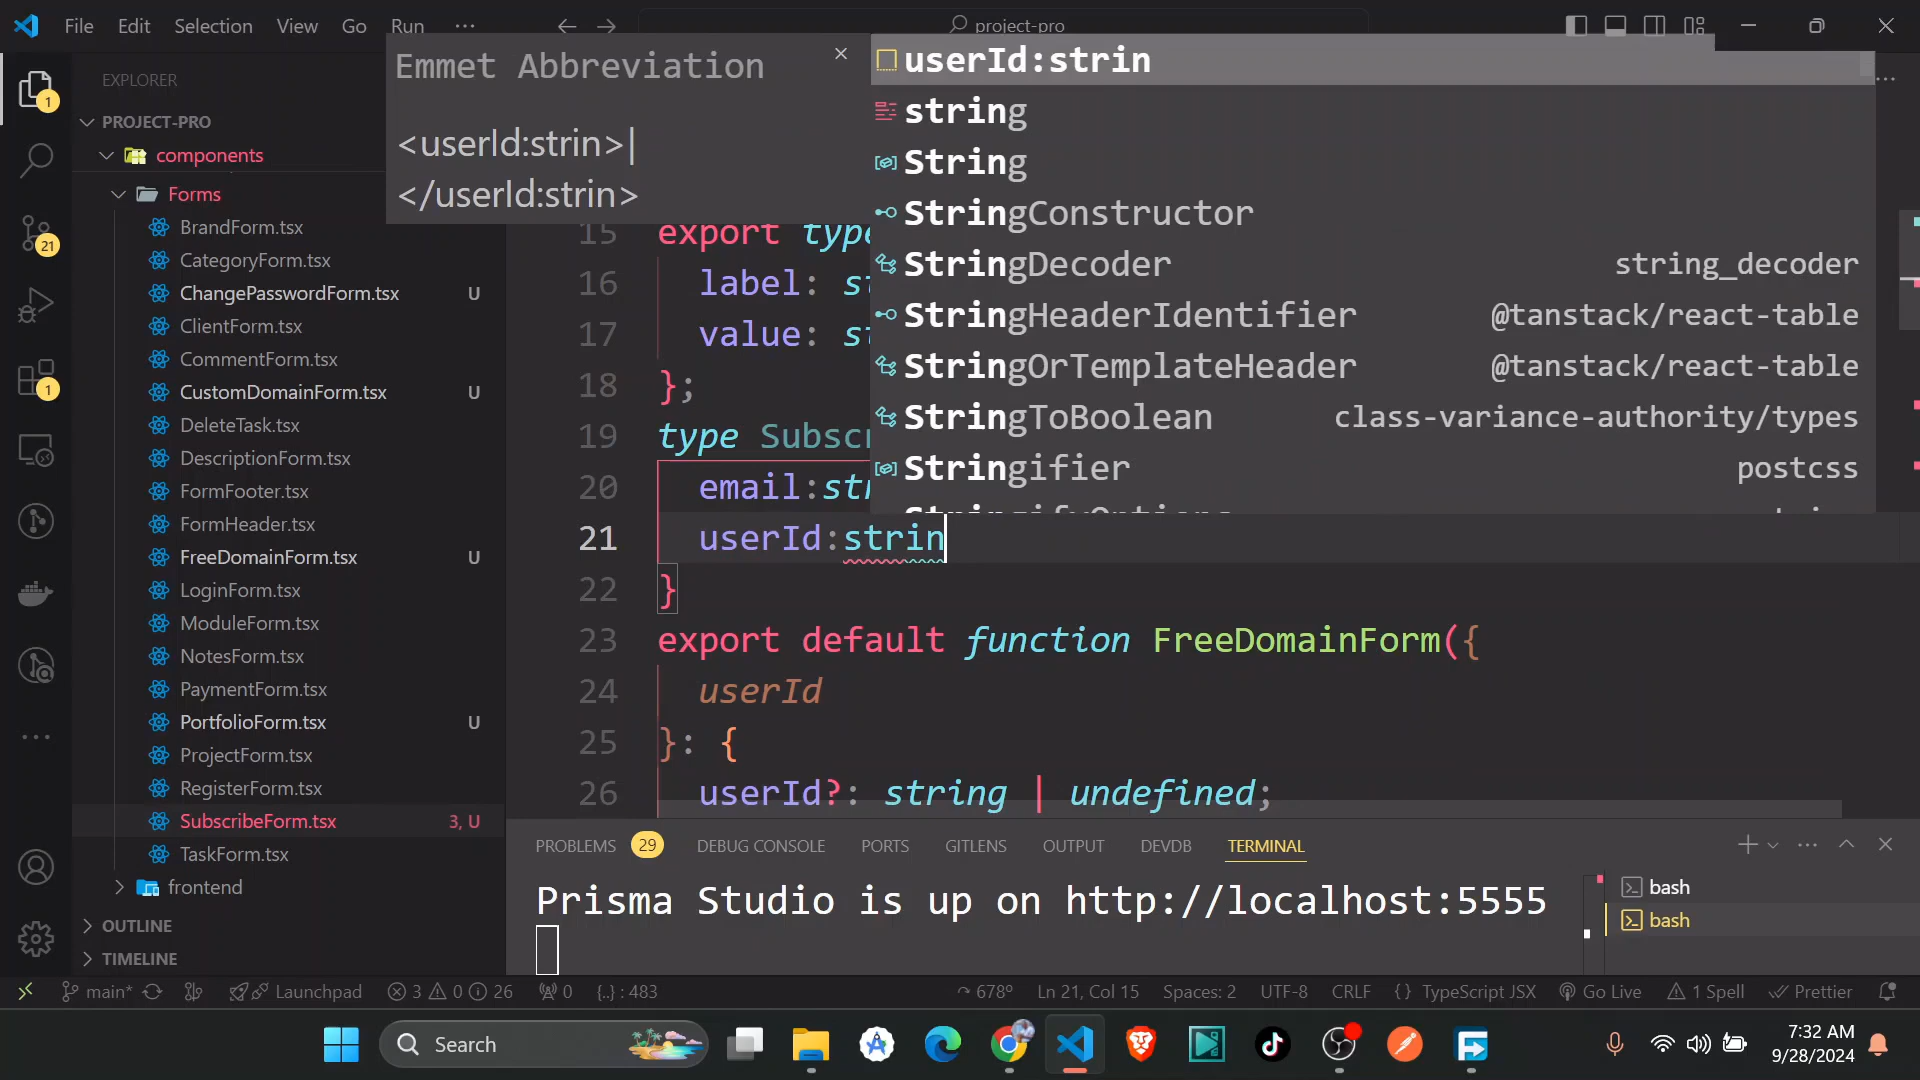 File Edit Selection View Go Run ... project-pro
EXPLORER
PROJECT-PRO
components
Forms
BrandForm.tsx
CategoryForm.tsx
ChangePasswordForm.tsx U
ClientForm.tsx
CommentForm.tsx
CustomDomainForm.tsx U
DeleteTask.tsx
DescriptionForm.tsx
FormFooter.tsx
FormHeader.tsx
FreeDomainForm.tsx U
LoginForm.tsx
ModuleForm.tsx
NotesForm.tsx
PaymentForm.tsx
PortfolioForm.tsx U
ProjectForm.tsx
RegisterForm.tsx
SubscribeForm.tsx 3, U
TaskForm.tsx
frontend
OUTLINE
TIMELINE
1
21
1
Emmet Abbreviation
<userId:strin>|
</userId:strin>
userId:strin
string
String
StringConstructor
StringDecoder string_decoder
StringHeaderIdentifier @tanstack/react-table
StringOrTemplateHeader @tanstack/react-table
StringToBoolean class-variance-authority/types
Stringifier postcss
15 export type
16 label: st
17 value: st
18 };
19 type Subscr
20 email:str
21 userId:strin
22 }
23 export default function FreeDomainForm({
24 userId
25 }: {
26 userId?: string | undefined;
PROBLEMS 29 DEBUG CONSOLE PORTS GITLENS OUTPUT DEVDB TERMINAL
Prisma Studio is up on http://localhost:5555
bash
bash
main* Launchpad 3 0 26 0 {..} : 483 678° Ln 21, Col 15 Spaces: 2 UTF-8 CRLF {} TypeScript JSX Go Live 1 Spell Prettier
Search
7:32 AM
9/28/2024